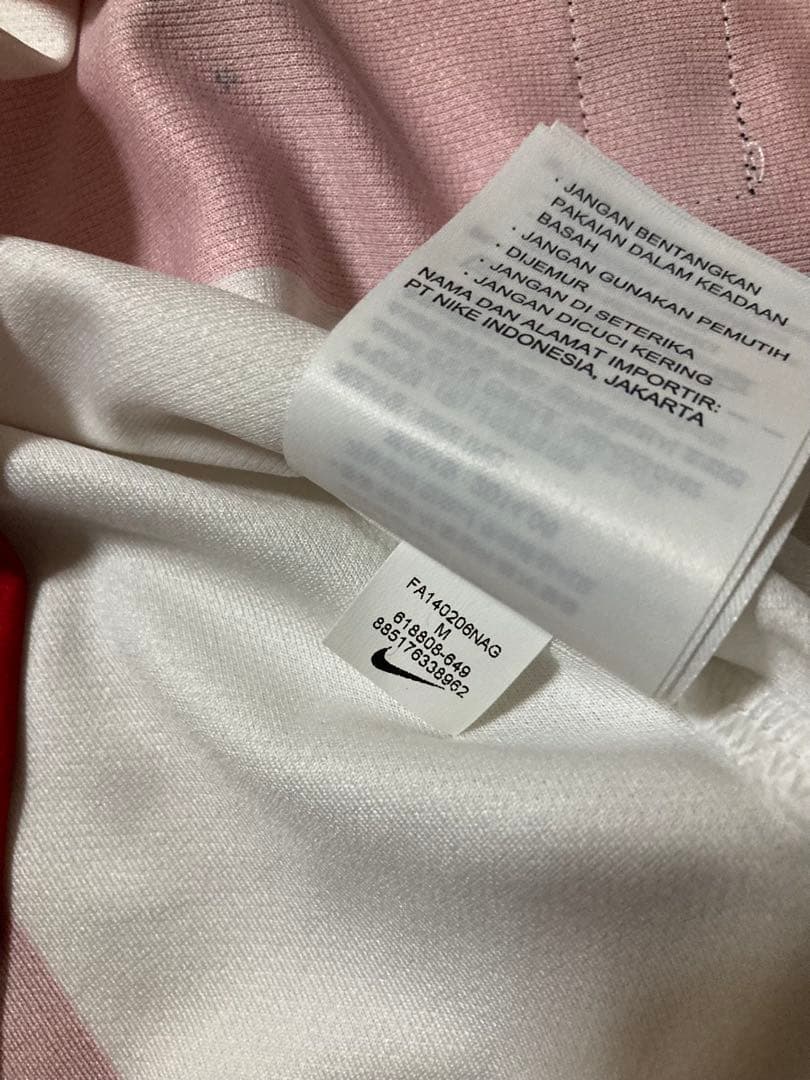 · JANGAN BENTANGKAN
PAKAIAN DALAM KEADAAN
BASAH
· JANGAN GUNAKAN PEMUTIH
· DIJEMUR
· JANGAN DI SETERIKA
· JANGAN DICUCI KERING
NAMA DAN ALAMAT IMPORTIR:
PT NIKE INDONESIA, JAKARTA
FA140206NAG
M
618808-649
885176338962